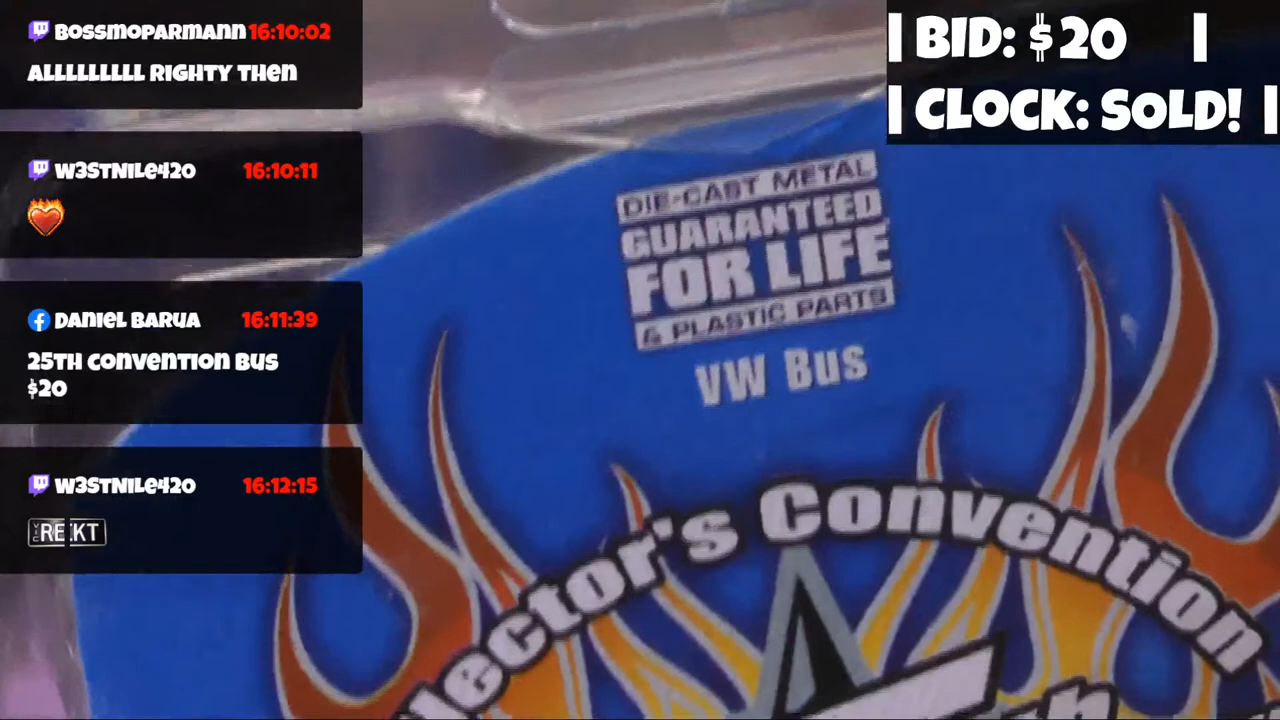 BOSSMOPARMANN 16:10:02
ALLLLLLLLL RIGHTY THEN
W3STNILE420 16:10:11
DANIEL BARUA 16:11:39
25TH CONVENTION BUS
$20
W3STNILE420 16:12:15
REKT
| BID: $20 |
| CLOCK: SOLD! |
DIE-CAST METAL
GUARANTEED
FOR LIFE
& PLASTIC PARTS
VW Bus
lector's Convention